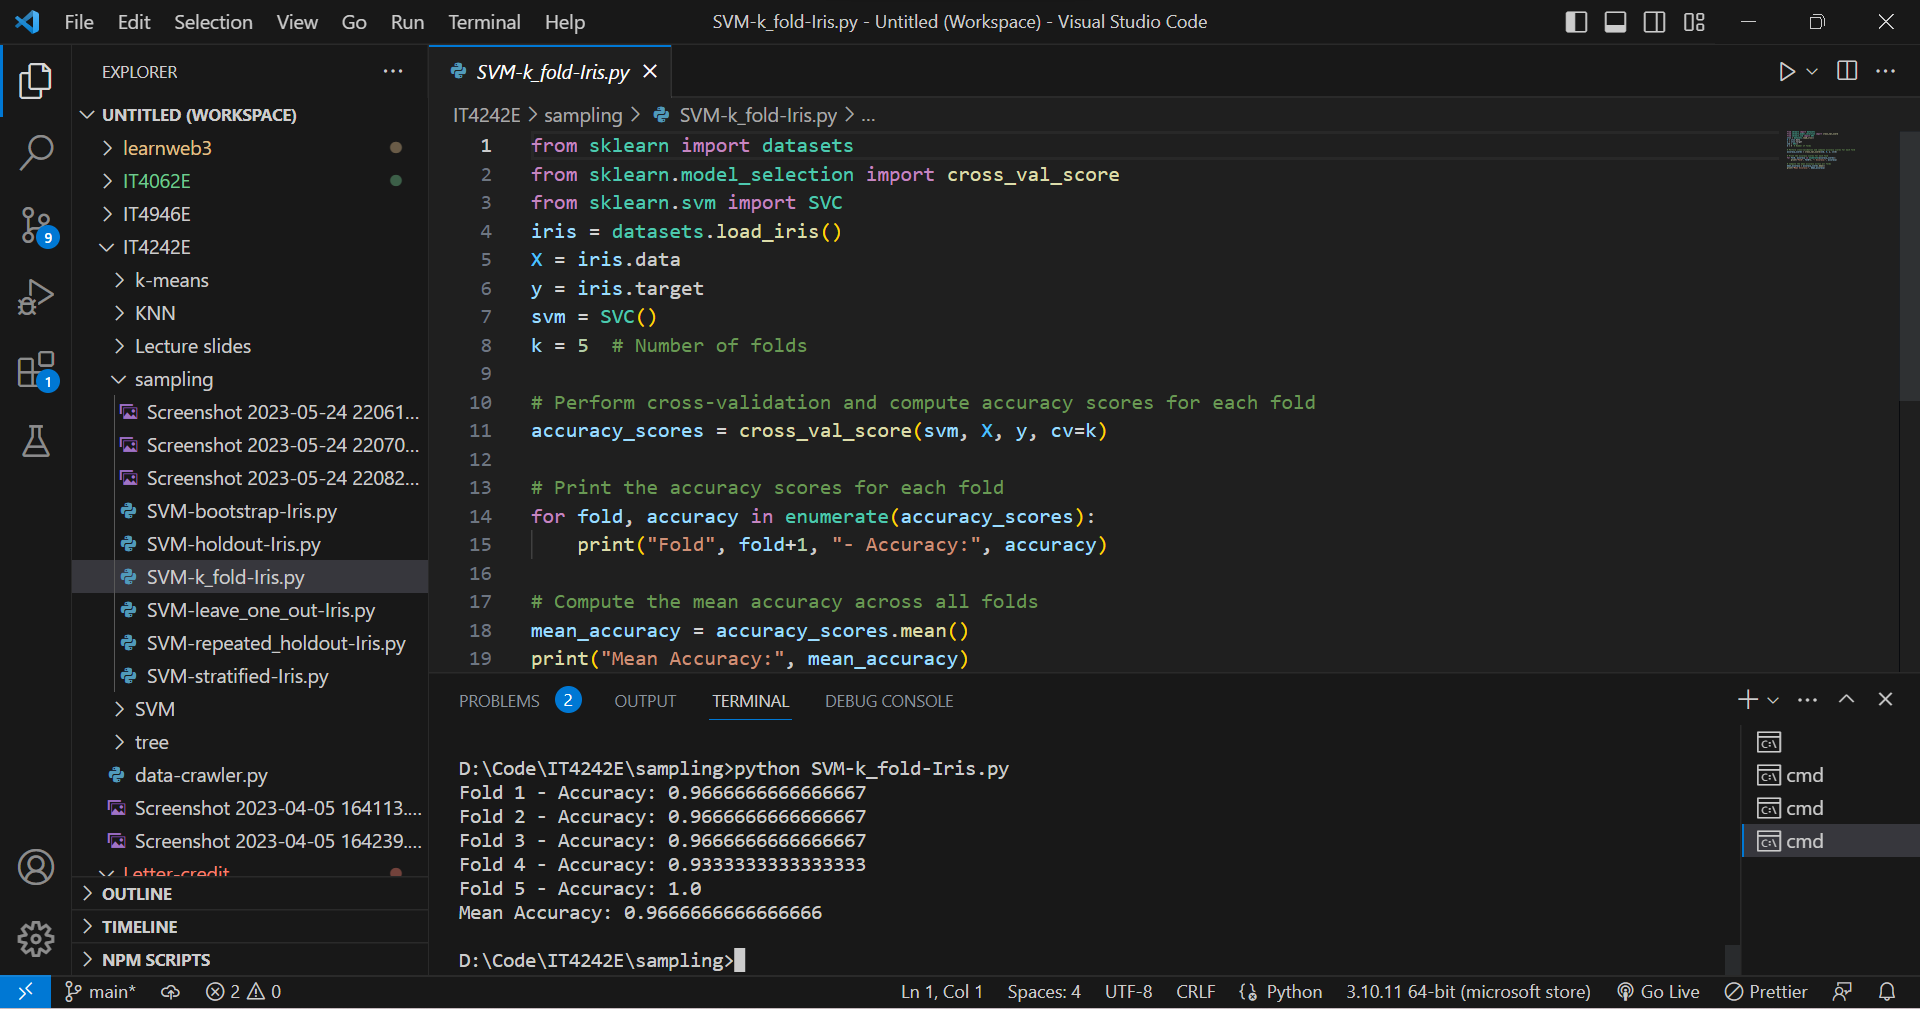 File Edit Selection View Go Run Terminal Help
SVM-k_fold-Iris.py - Untitled (Workspace) - Visual Studio Code
EXPLORER
UNTITLED (WORKSPACE)
learnweb3
IT4062E
IT4946E
IT4242E
k-means
KNN
Lecture slides
sampling
Screenshot 2023-05-24 22061...
Screenshot 2023-05-24 22070...
Screenshot 2023-05-24 22082...
SVM-bootstrap-Iris.py
SVM-holdout-Iris.py
SVM-k_fold-Iris.py
SVM-leave_one_out-Iris.py
SVM-repeated_holdout-Iris.py
SVM-stratified-Iris.py
SVM
tree
data-crawler.py
Screenshot 2023-04-05 164113....
Screenshot 2023-04-05 164239....
Letter-credit
OUTLINE
TIMELINE
NPM SCRIPTS
9
1
SVM-k_fold-Iris.py
IT4242E > sampling > SVM-k_fold-Iris.py > ...
1 from sklearn import datasets
2 from sklearn.model_selection import cross_val_score
3 from sklearn.svm import SVC
4 iris = datasets.load_iris()
5 X = iris.data
6 y = iris.target
7 svm = SVC()
8 k = 5  # Number of folds
9
10 # Perform cross-validation and compute accuracy scores for each fold
11 accuracy_scores = cross_val_score(svm, X, y, cv=k)
12
13 # Print the accuracy scores for each fold
14 for fold, accuracy in enumerate(accuracy_scores):
15     print("Fold", fold+1, "- Accuracy:", accuracy)
16
17 # Compute the mean accuracy across all folds
18 mean_accuracy = accuracy_scores.mean()
19 print("Mean Accuracy:", mean_accuracy)
PROBLEMS 2 OUTPUT TERMINAL DEBUG CONSOLE
D:\Code\IT4242E\sampling>python SVM-k_fold-Iris.py
Fold 1 - Accuracy: 0.9666666666666667
Fold 2 - Accuracy: 0.9666666666666667
Fold 3 - Accuracy: 0.9666666666666667
Fold 4 - Accuracy: 0.9333333333333333
Fold 5 - Accuracy: 1.0
Mean Accuracy: 0.9666666666666666
D:\Code\IT4242E\sampling>
cmd
cmd
cmd
main* 2 0 Ln 1, Col 1 Spaces: 4 UTF-8 CRLF Python 3.10.11 64-bit (microsoft store) Go Live Prettier